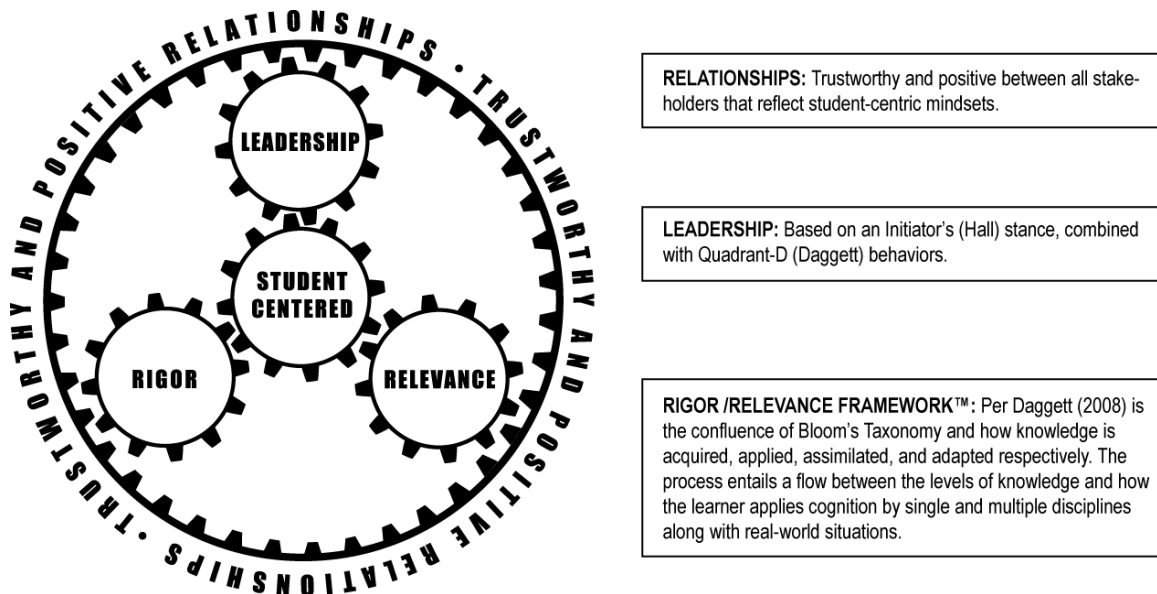 TRUSTWORTHY AND POSITIVE RELATIONSHIPS • TRUSTWORTHY AND POSITIVE RELATIONSHIPS •
LEADERSHIP
STUDENT
CENTERED
RIGOR
RELEVANCE
RELATIONSHIPS: Trustworthy and positive between all stake-
holders that reflect student-centric mindsets.
LEADERSHIP: Based on an Initiator's (Hall) stance, combined
with Quadrant-D (Daggett) behaviors.
RIGOR /RELEVANCE FRAMEWORK™: Per Daggett (2008) is
the confluence of Bloom's Taxonomy and how knowledge is
acquired, applied, assimilated, and adapted respectively. The
process entails a flow between the levels of knowledge and how
the learner applies cognition by single and multiple disciplines
along with real-world situations.